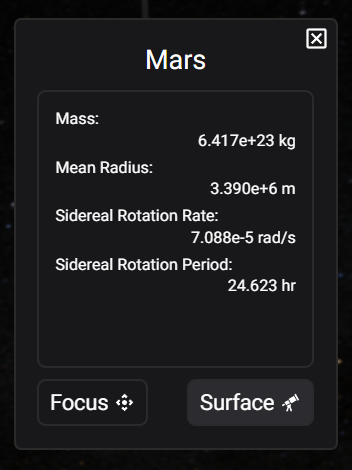 Mars
Mass:
6.417e+23 kg
Mean Radius:
3.390e+6 m
Sidereal Rotation Rate:
7.088e-5 rad/s
Sidereal Rotation Period:
24.623 hr
Focus
Surface